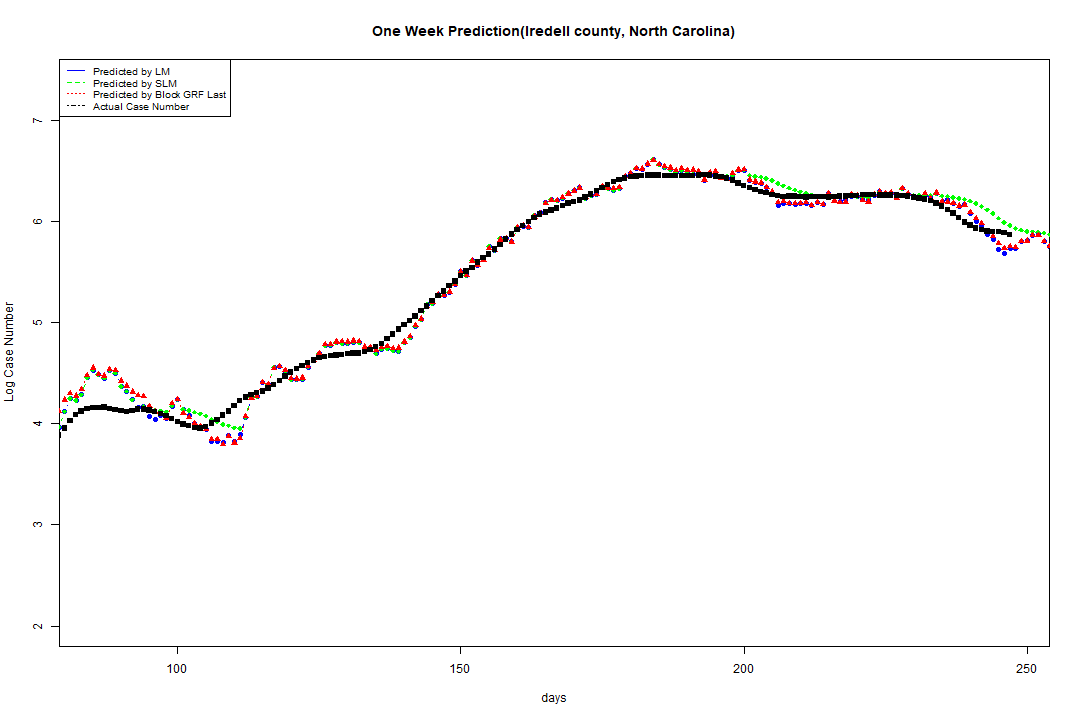 One Week Prediction(Iredell county, North Carolina)
Predicted by LM
Predicted by SLM
Predicted by Block GRF Last
Actual Case Number
7
6
5
4
3
2
Log Case Number
100 150 200 250
days